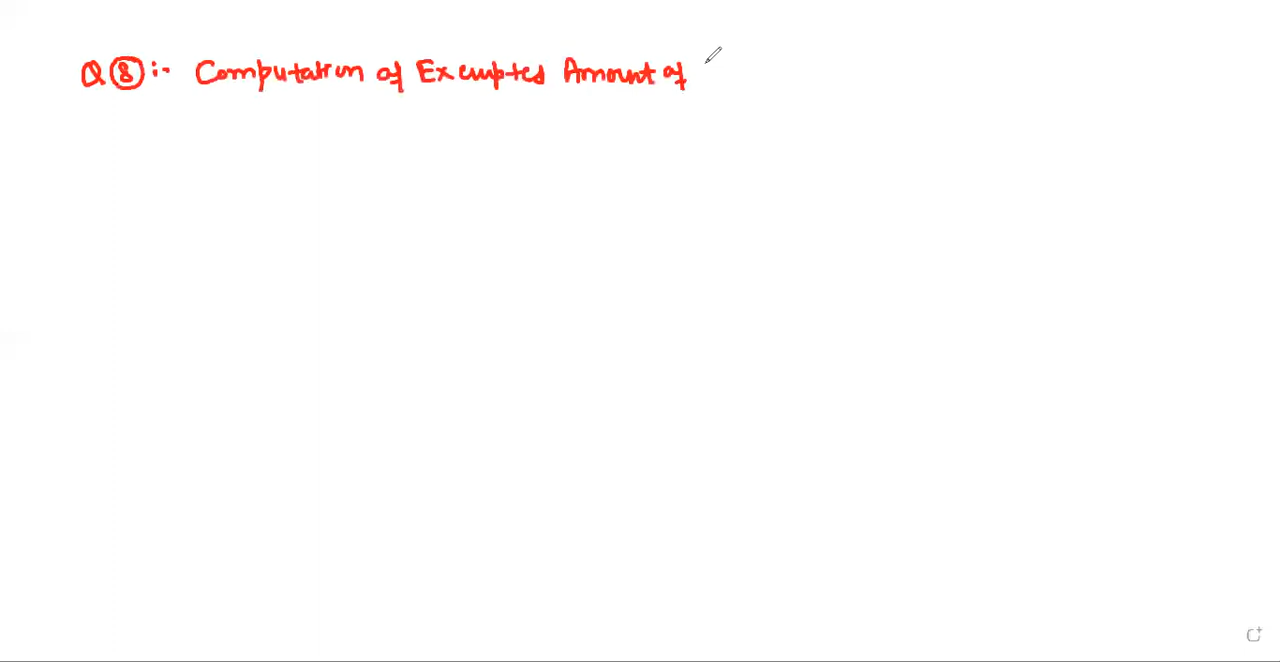 Q 8 :- Computation of Exempted Amount of